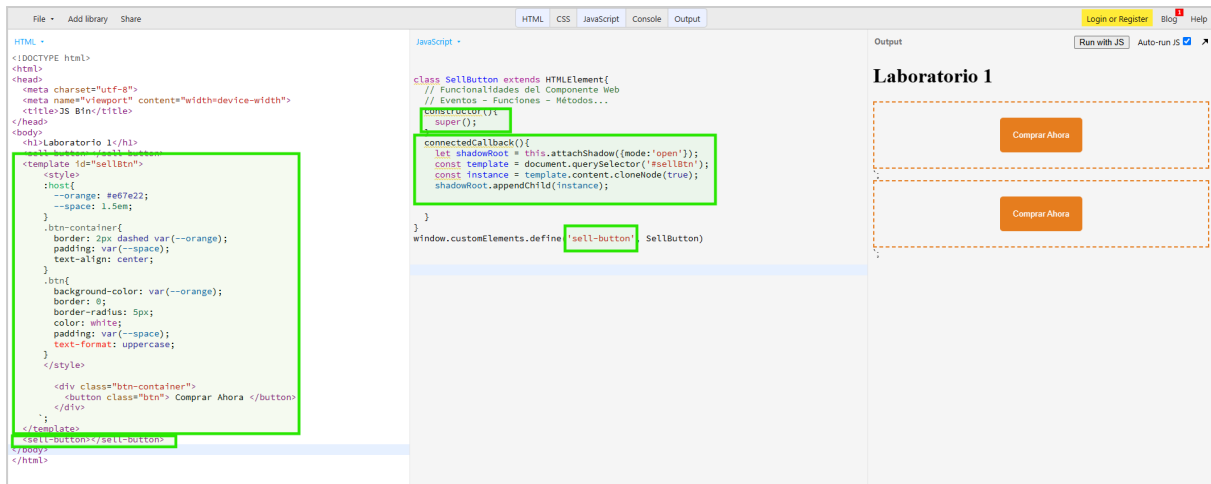 File Add library Share
HTML CSS JavaScript Console Output
Login or Register Blog 1 Help
HTML
<!DOCTYPE html>
<html>
<head>
<meta charset="utf-8">
<meta name="viewport" content="width=device-width">
<title>JS Bin</title>
</head>
<body>
<h1>Laboratorio 1</h1>
<sell-button></sell-button>
<template id="sellBtn">
<style>
:host{
--orange: #e67e22;
--space: 1.5em;
}
.btn-container{
border: 2px dashed var(--orange);
padding: var(--space);
text-align: center;
}
.btn{
background-color: var(--orange);
border: 0;
border-radius: 5px;
color: white;
padding: var(--space);
text-format: uppercase;
}
</style>
<div class="btn-container">
<button class="btn"> Comprar Ahora </button>
</div>
`;
</template>
<sell-button></sell-button>
</body>
</html>
JavaScript
class SellButton extends HTMLElement{
// Funcionalidades del Componente Web
// Eventos - Funciones - Métodos...
constructor(){
super();
}
connectedCallback(){
let shadowRoot = this.attachShadow({mode:'open'});
const template = document.querySelector('#sellBtn');
const instance = template.content.cloneNode(true);
shadowRoot.appendChild(instance);
}
}
window.customElements.define('sell-button', SellButton)
Output
Run with JS Auto-run JS
Laboratorio 1
Comprar Ahora
`;
Comprar Ahora
`;